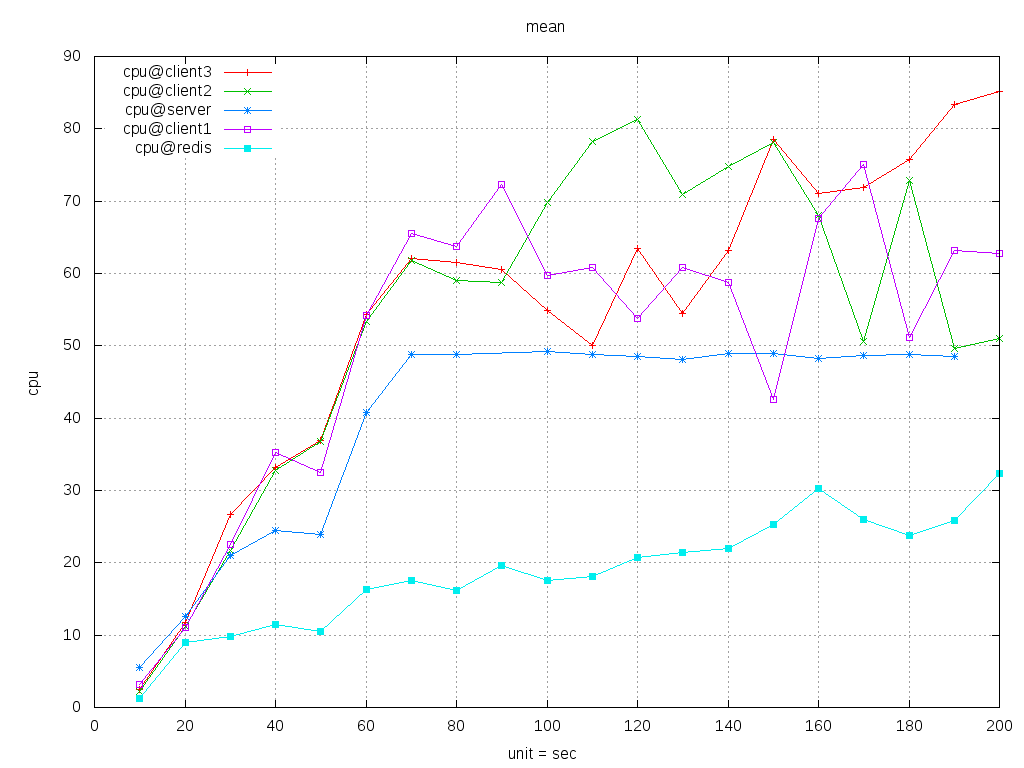 mean
90
80
70
60
50
40
30
20
10
0
cpu
cpu@client3
cpu@client2
cpu@server
cpu@client1
cpu@redis
0 20 40 60 80 100 120 140 160 180 200
unit = sec